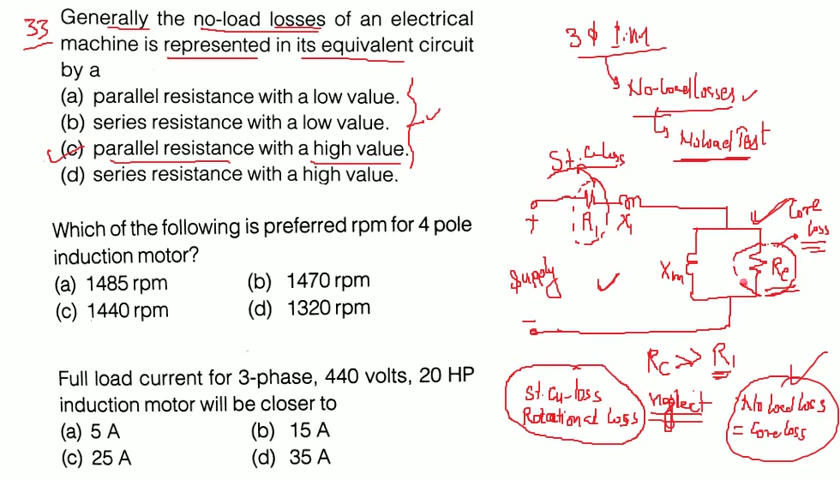 33 Generally the no-load losses of an electrical
machine is represented in its equivalent circuit
by a
(a) parallel resistance with a low value.
(b) series resistance with a low value.
(c) parallel resistance with a high value.
(d) series resistance with a high value.
Which of the following is preferred rpm for 4 pole
induction motor?
(a) 1485 rpm (b) 1470 rpm
(c) 1440 rpm (d) 1320 rpm
Full load current for 3-phase, 440 volts, 20 HP
induction motor will be closer to
(a) 5 A (b) 15 A
(c) 25 A (d) 35 A
3 ϕ I.M
No-load losses
No load Test
St. Cu loss
+ R1 X1
Core
loss
Supply
Xm Rc
−
Rc >> R1
St. Cu-loss
Rotational Loss
neglect
No load loss
= Core loss